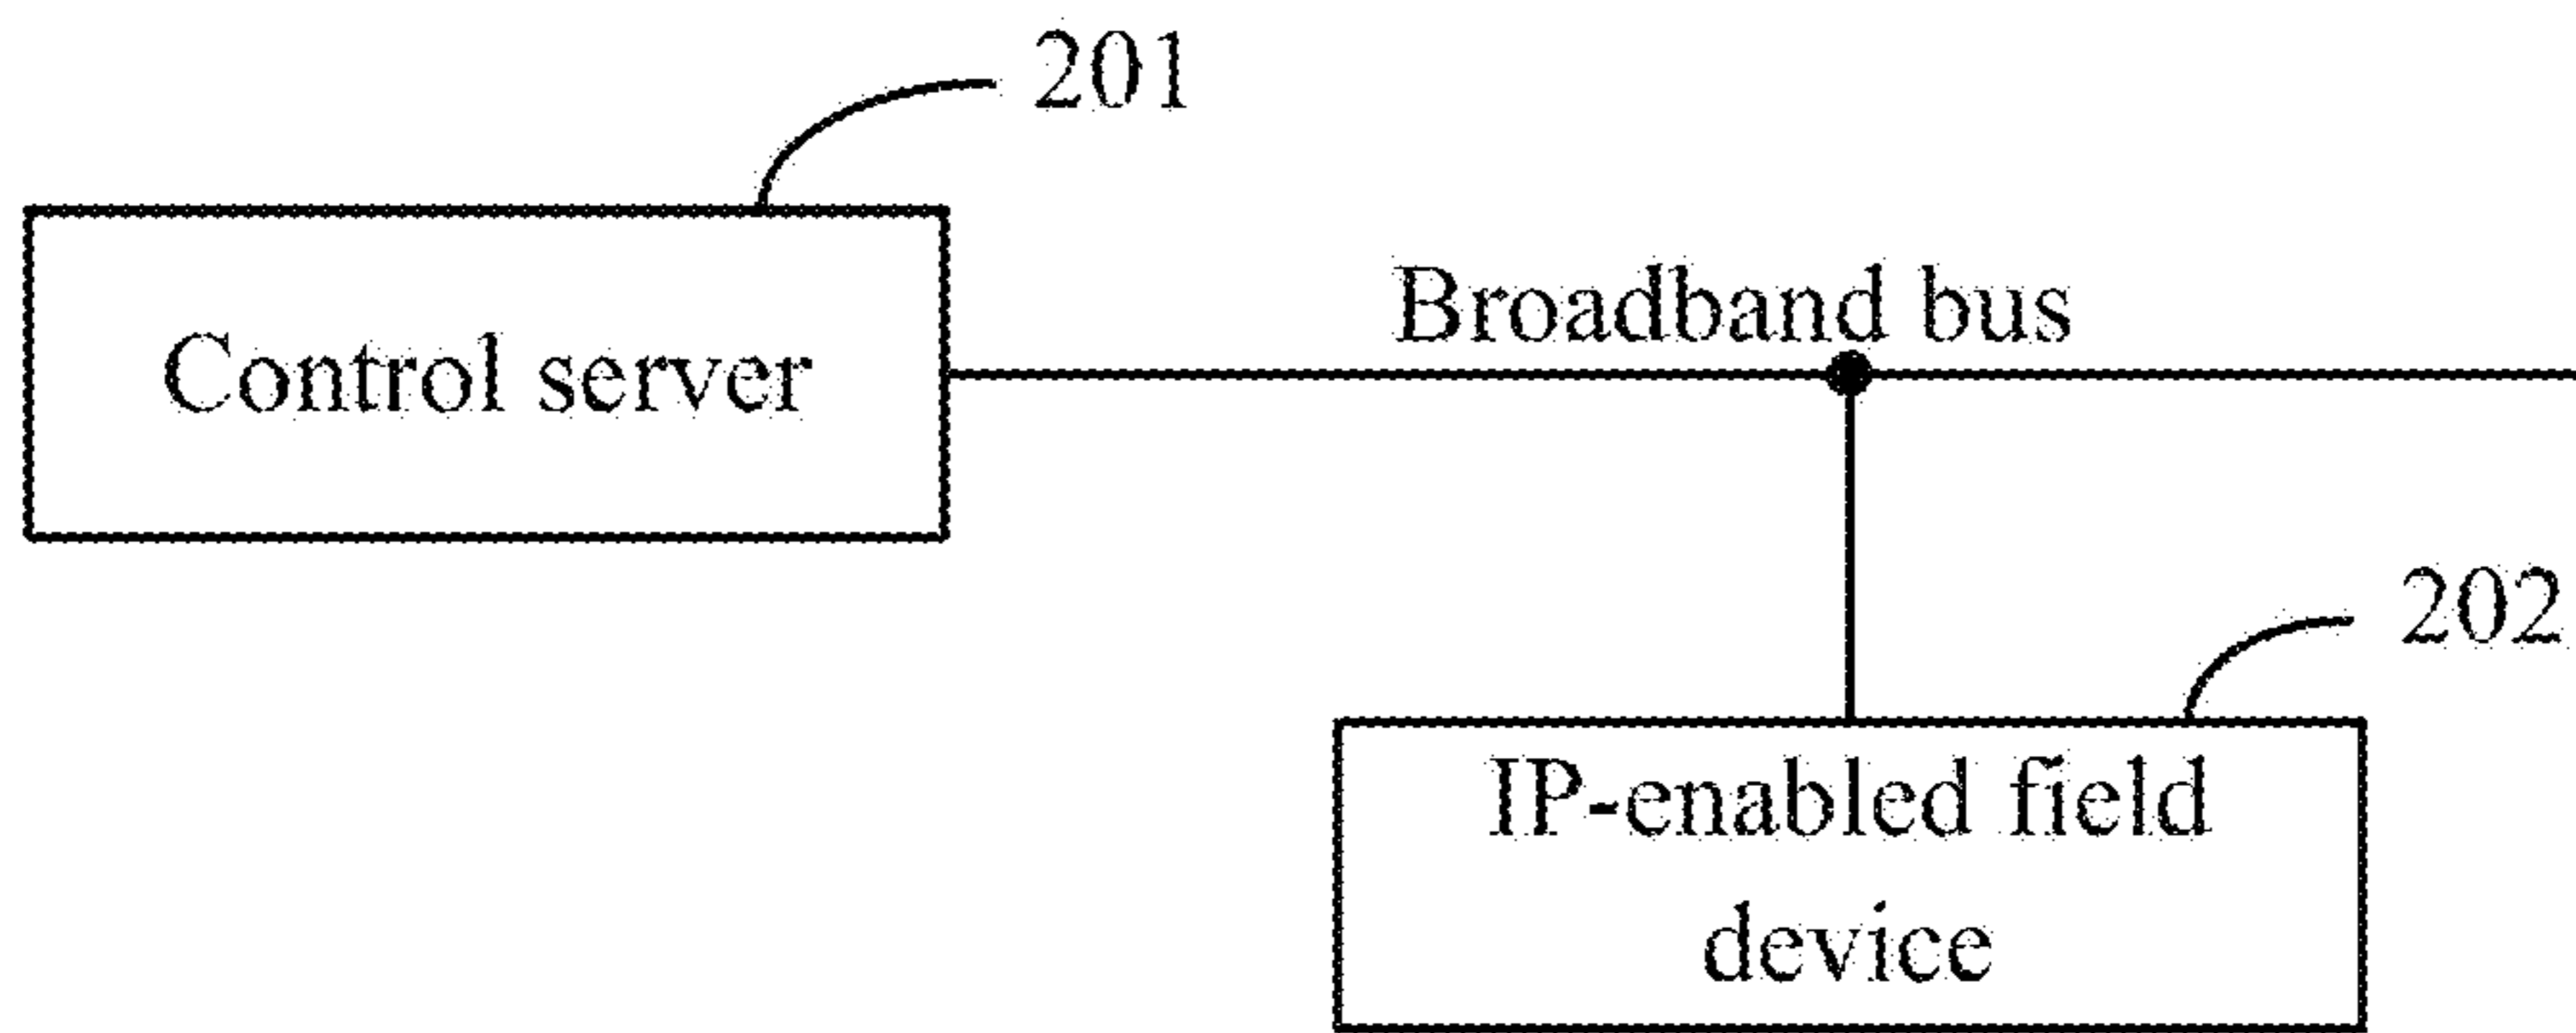 201
Broadband bus
Control server
202
IP-enabled field
device